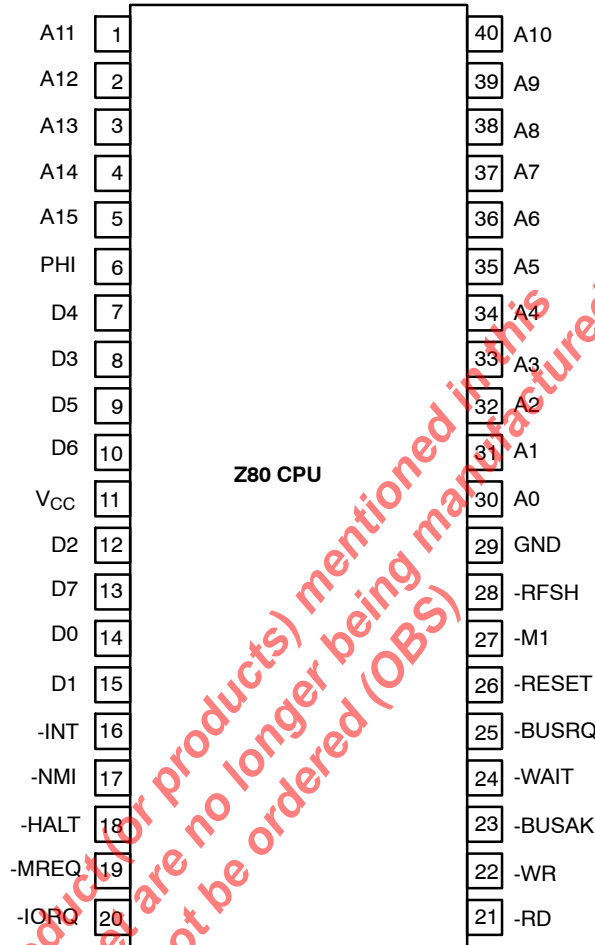 A11 1 40 A10
A12 2 39 A9
A13 3 38 A8
A14 4 37 A7
A15 5 36 A6
PHI 6 35 A5
D4 7 34 A4
D3 8 33 A3
D5 9 32 A2
D6 10 31 A1
Z80 CPU
VCC 11 30 A0
D2 12 29 GND
D7 13 28 -RFSH
D0 14 27 -M1
D1 15 26 -RESET
-INT 16 25 -BUSRQ
-NMI 17 24 -WAIT
-HALT 18 23 -BUSAK
-MREQ 19 22 -WR
-IORQ 20 21 -RD
(or products) mentioned in this
are no longer being manufactured
not be ordered (OBS)